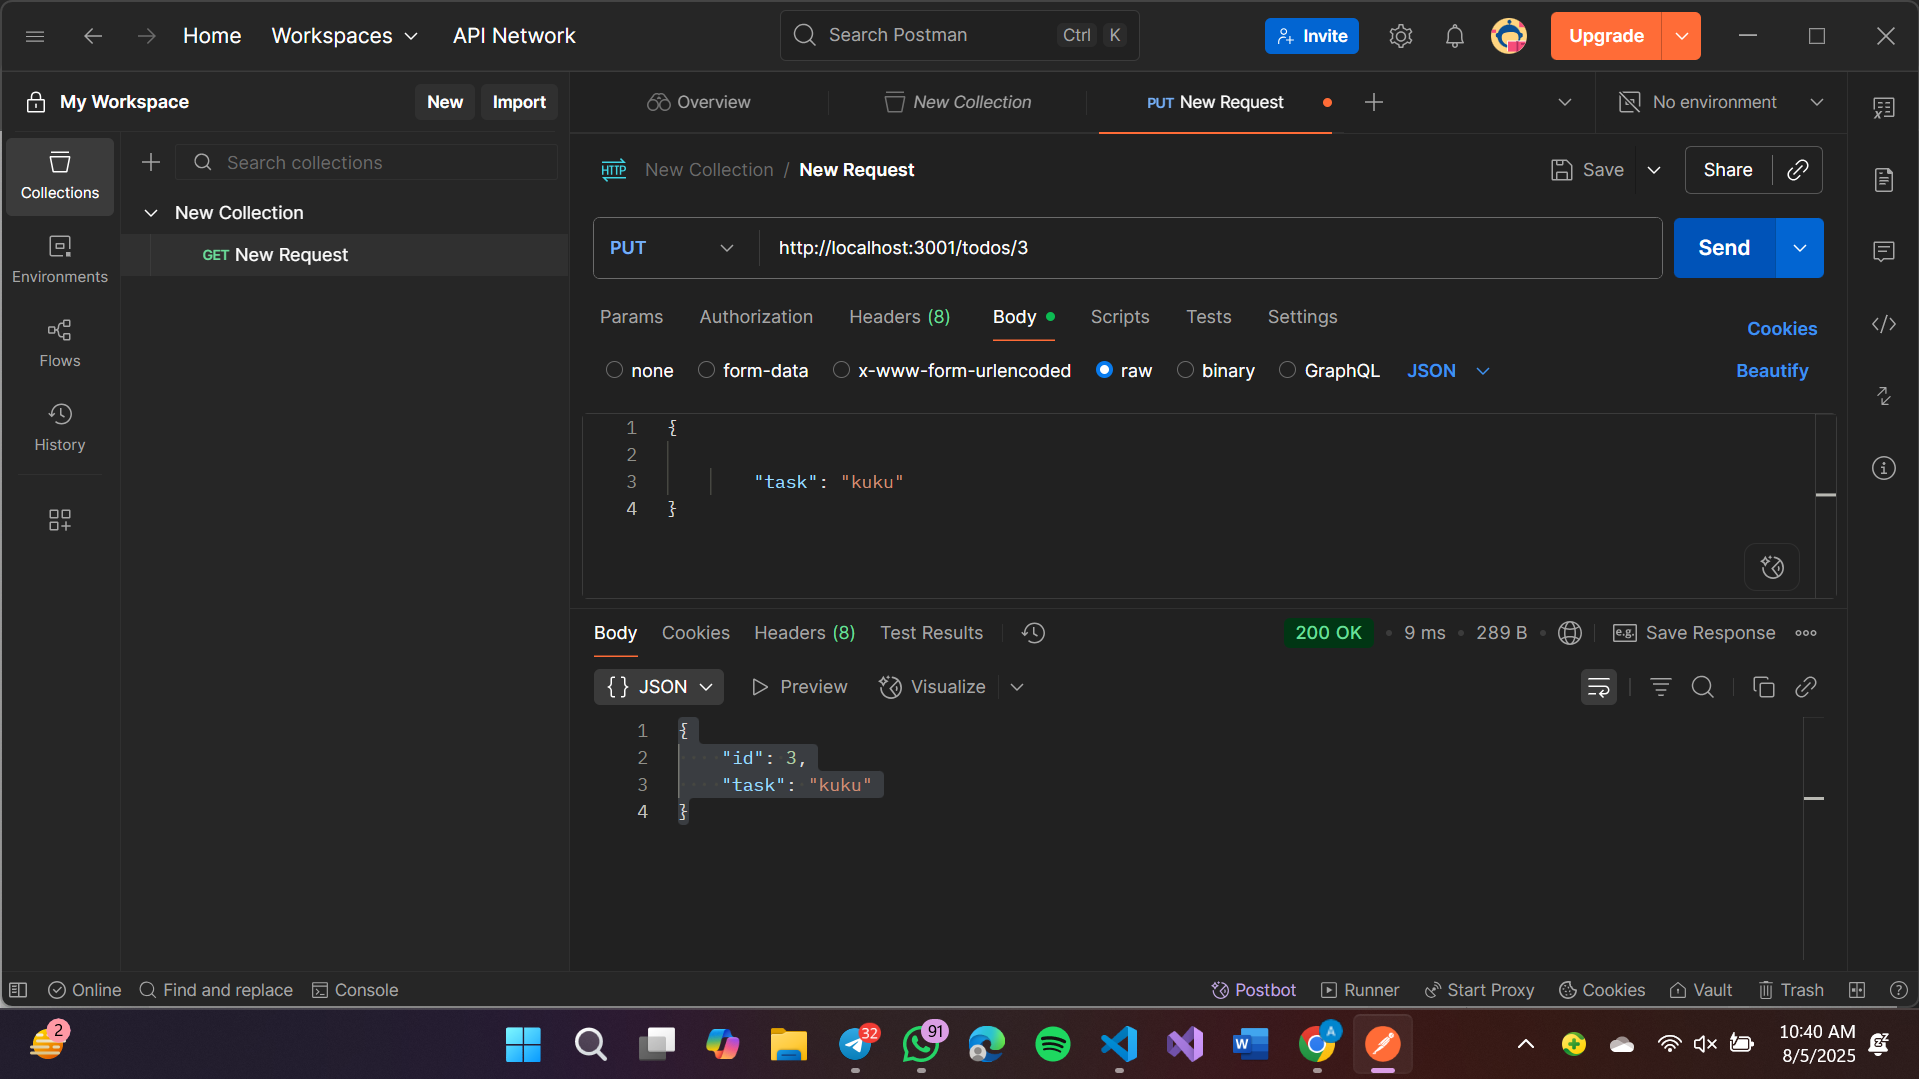 Home Workspaces API Network Search Postman Ctrl K Invite Upgrade
My Workspace New Import Overview New Collection PUT New Request No environment
Collections
Search collections
New Collection / New Request Save Share
New Collection
GET New Request
PUT http://localhost:3001/todos/3 Send
Environments
Params Authorization Headers (8) Body Scripts Tests Settings Cookies
Flows
none form-data x-www-form-urlencoded raw binary GraphQL JSON Beautify
History
1 {
2
3 "task": "kuku"
4 }
Body Cookies Headers (8) Test Results 200 OK • 9 ms • 289 B • e.g. Save Response
{} JSON Preview Visualize
1 {
2 "id": 3,
3 "task": "kuku"
4 }
Online Find and replace Console Postbot Runner Start Proxy Cookies Vault Trash
2 32 91 W A 10:40 AM
8/5/2025